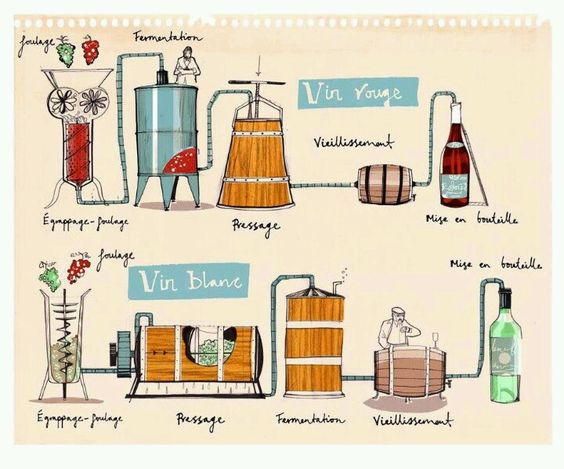 foulage
Fermentation
Vin rouge
Vieillissement
Égrappage-foulage
Pressage
Mise en bouteille
foulage
Vin blanc
Mise en bouteille
Égrappage-foulage
Pressage
Fermentation
Vieillissement